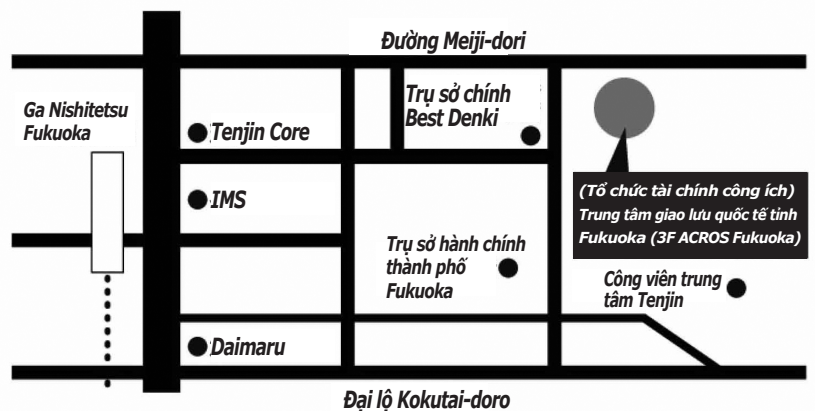 Đường Meiji-dori
Ga Nishitetsu
Fukuoka
Tenjin Core
Trụ sở chính
Best Denki
IMS
(Tổ chức tài chính công ích)
Trung tâm giao lưu quốc tế tỉnh
Fukuoka (3F ACROS Fukuoka)
Trụ sở hành chính
thành phố
Fukuoka
Công viên trung
tâm Tenjin
Daimaru
Đại lộ Kokutai-doro